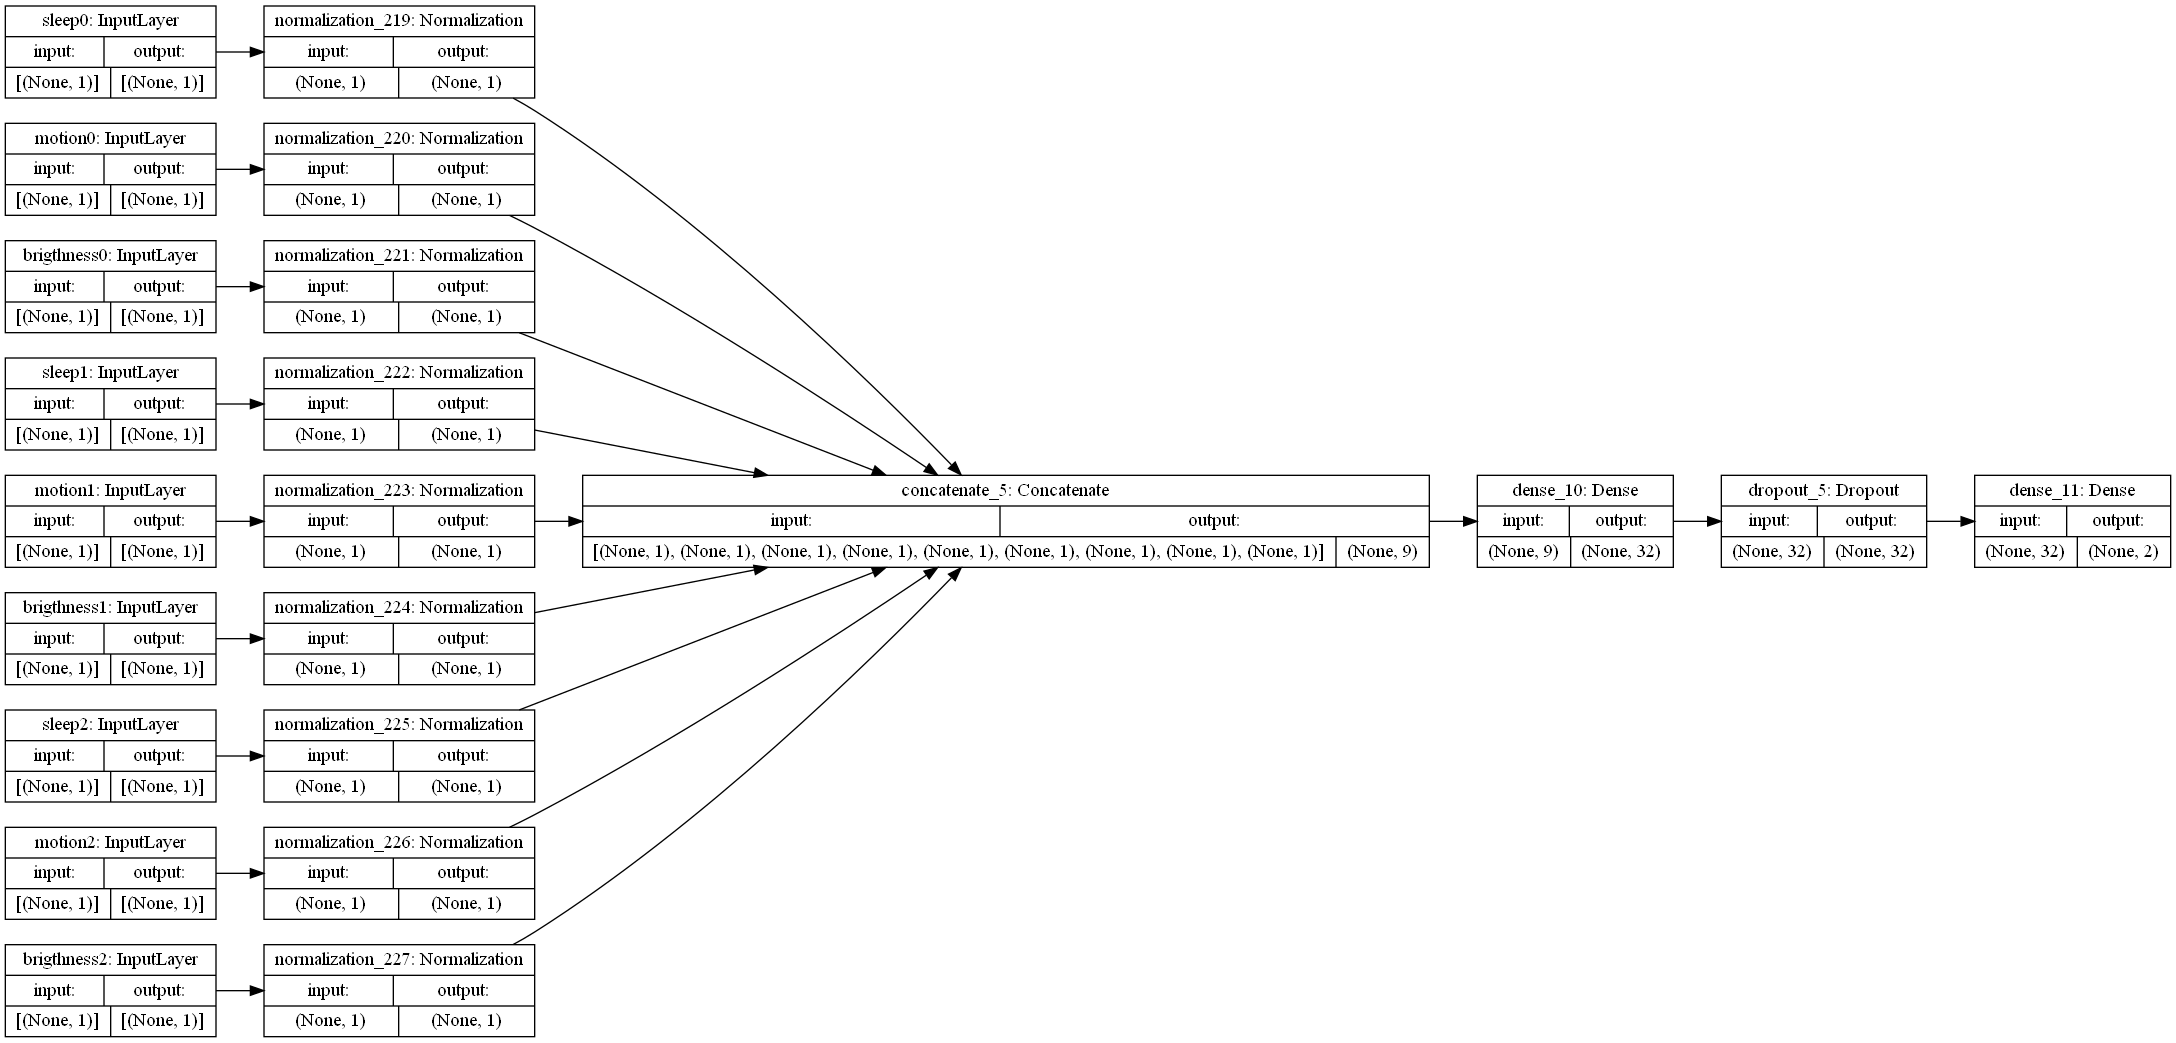 sleep0: InputLayer
input: output:
[(None, 1)] [(None, 1)]
normalization_219: Normalization
input: output:
(None, 1) (None, 1)
motion0: InputLayer
input: output:
[(None, 1)] [(None, 1)]
normalization_220: Normalization
input: output:
(None, 1) (None, 1)
brigthness0: InputLayer
input: output:
[(None, 1)] [(None, 1)]
normalization_221: Normalization
input: output:
(None, 1) (None, 1)
sleep1: InputLayer
input: output:
[(None, 1)] [(None, 1)]
normalization_222: Normalization
input: output:
(None, 1) (None, 1)
motion1: InputLayer
input: output:
[(None, 1)] [(None, 1)]
normalization_223: Normalization
input: output:
(None, 1) (None, 1)
brigthness1: InputLayer
input: output:
[(None, 1)] [(None, 1)]
normalization_224: Normalization
input: output:
(None, 1) (None, 1)
sleep2: InputLayer
input: output:
[(None, 1)] [(None, 1)]
normalization_225: Normalization
input: output:
(None, 1) (None, 1)
motion2: InputLayer
input: output:
[(None, 1)] [(None, 1)]
normalization_226: Normalization
input: output:
(None, 1) (None, 1)
brigthness2: InputLayer
input: output:
[(None, 1)] [(None, 1)]
normalization_227: Normalization
input: output:
(None, 1) (None, 1)
concatenate_5: Concatenate
input: output:
[(None, 1), (None, 1), (None, 1), (None, 1), (None, 1), (None, 1), (None, 1), (None, 1), (None, 1)] (None, 9)
dense_10: Dense
input: output:
(None, 9) (None, 32)
dropout_5: Dropout
input: output:
(None, 32) (None, 32)
dense_11: Dense
input: output:
(None, 32) (None, 2)